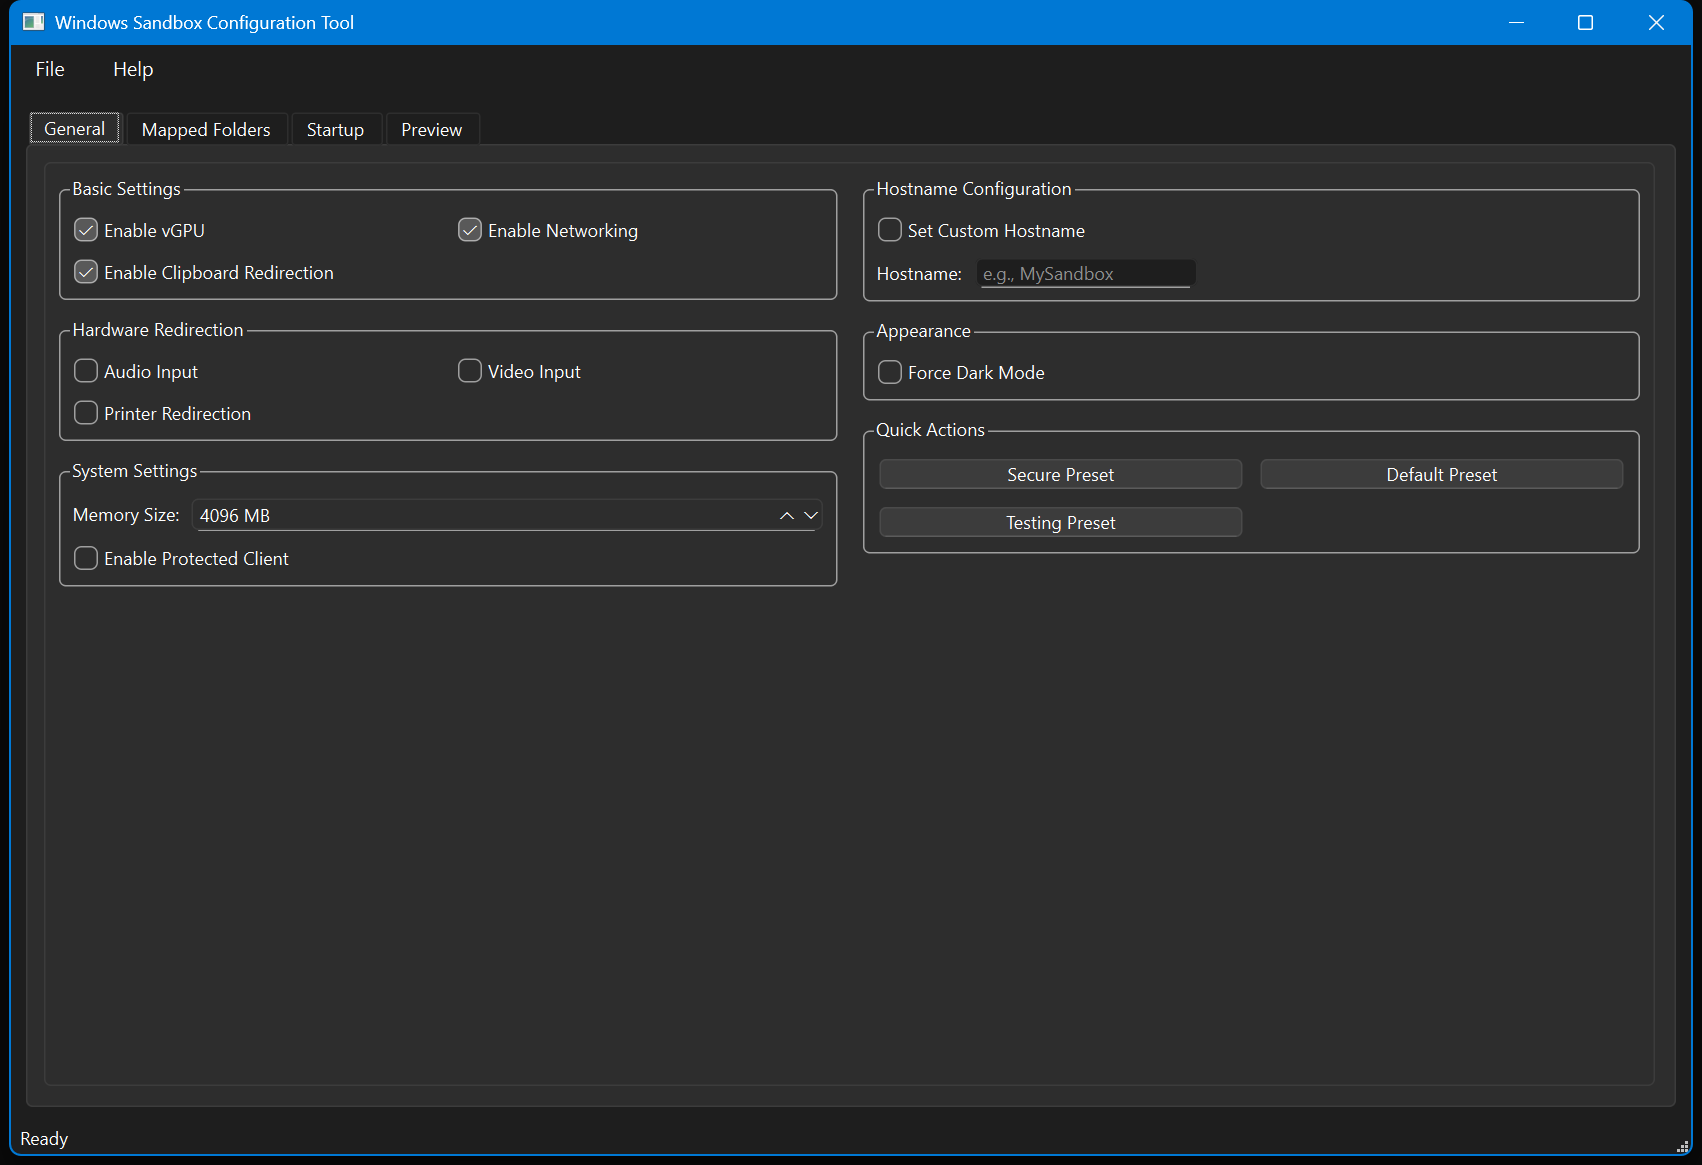 Windows Sandbox Configuration Tool
File Help
General Mapped Folders Startup Preview
Basic Settings
Enable vGPU Enable Networking
Enable Clipboard Redirection
Hardware Redirection
Audio Input Video Input
Printer Redirection
System Settings
Memory Size: 4096 MB
Enable Protected Client
Hostname Configuration
Set Custom Hostname
Hostname: e.g., MySandbox
Appearance
Force Dark Mode
Quick Actions
Secure Preset Default Preset
Testing Preset
Ready